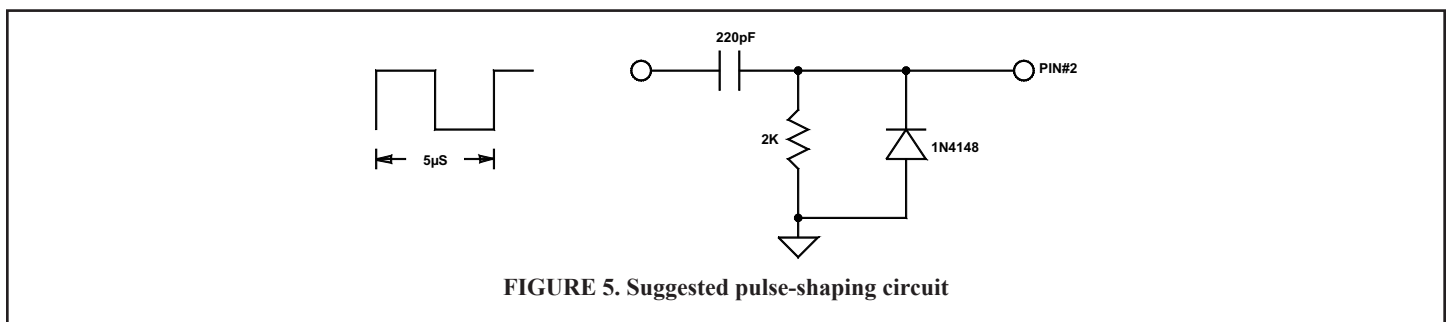 220pF
PIN#2
2K
1N4148
5µS
FIGURE 5. Suggested pulse-shaping circuit